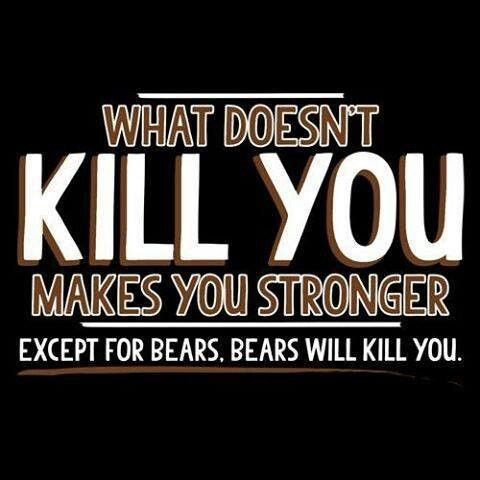 WHAT DOESN'T
KILL YOU
MAKES YOU STRONGER
EXCEPT FOR BEARS, BEARS WILL KILL YOU.